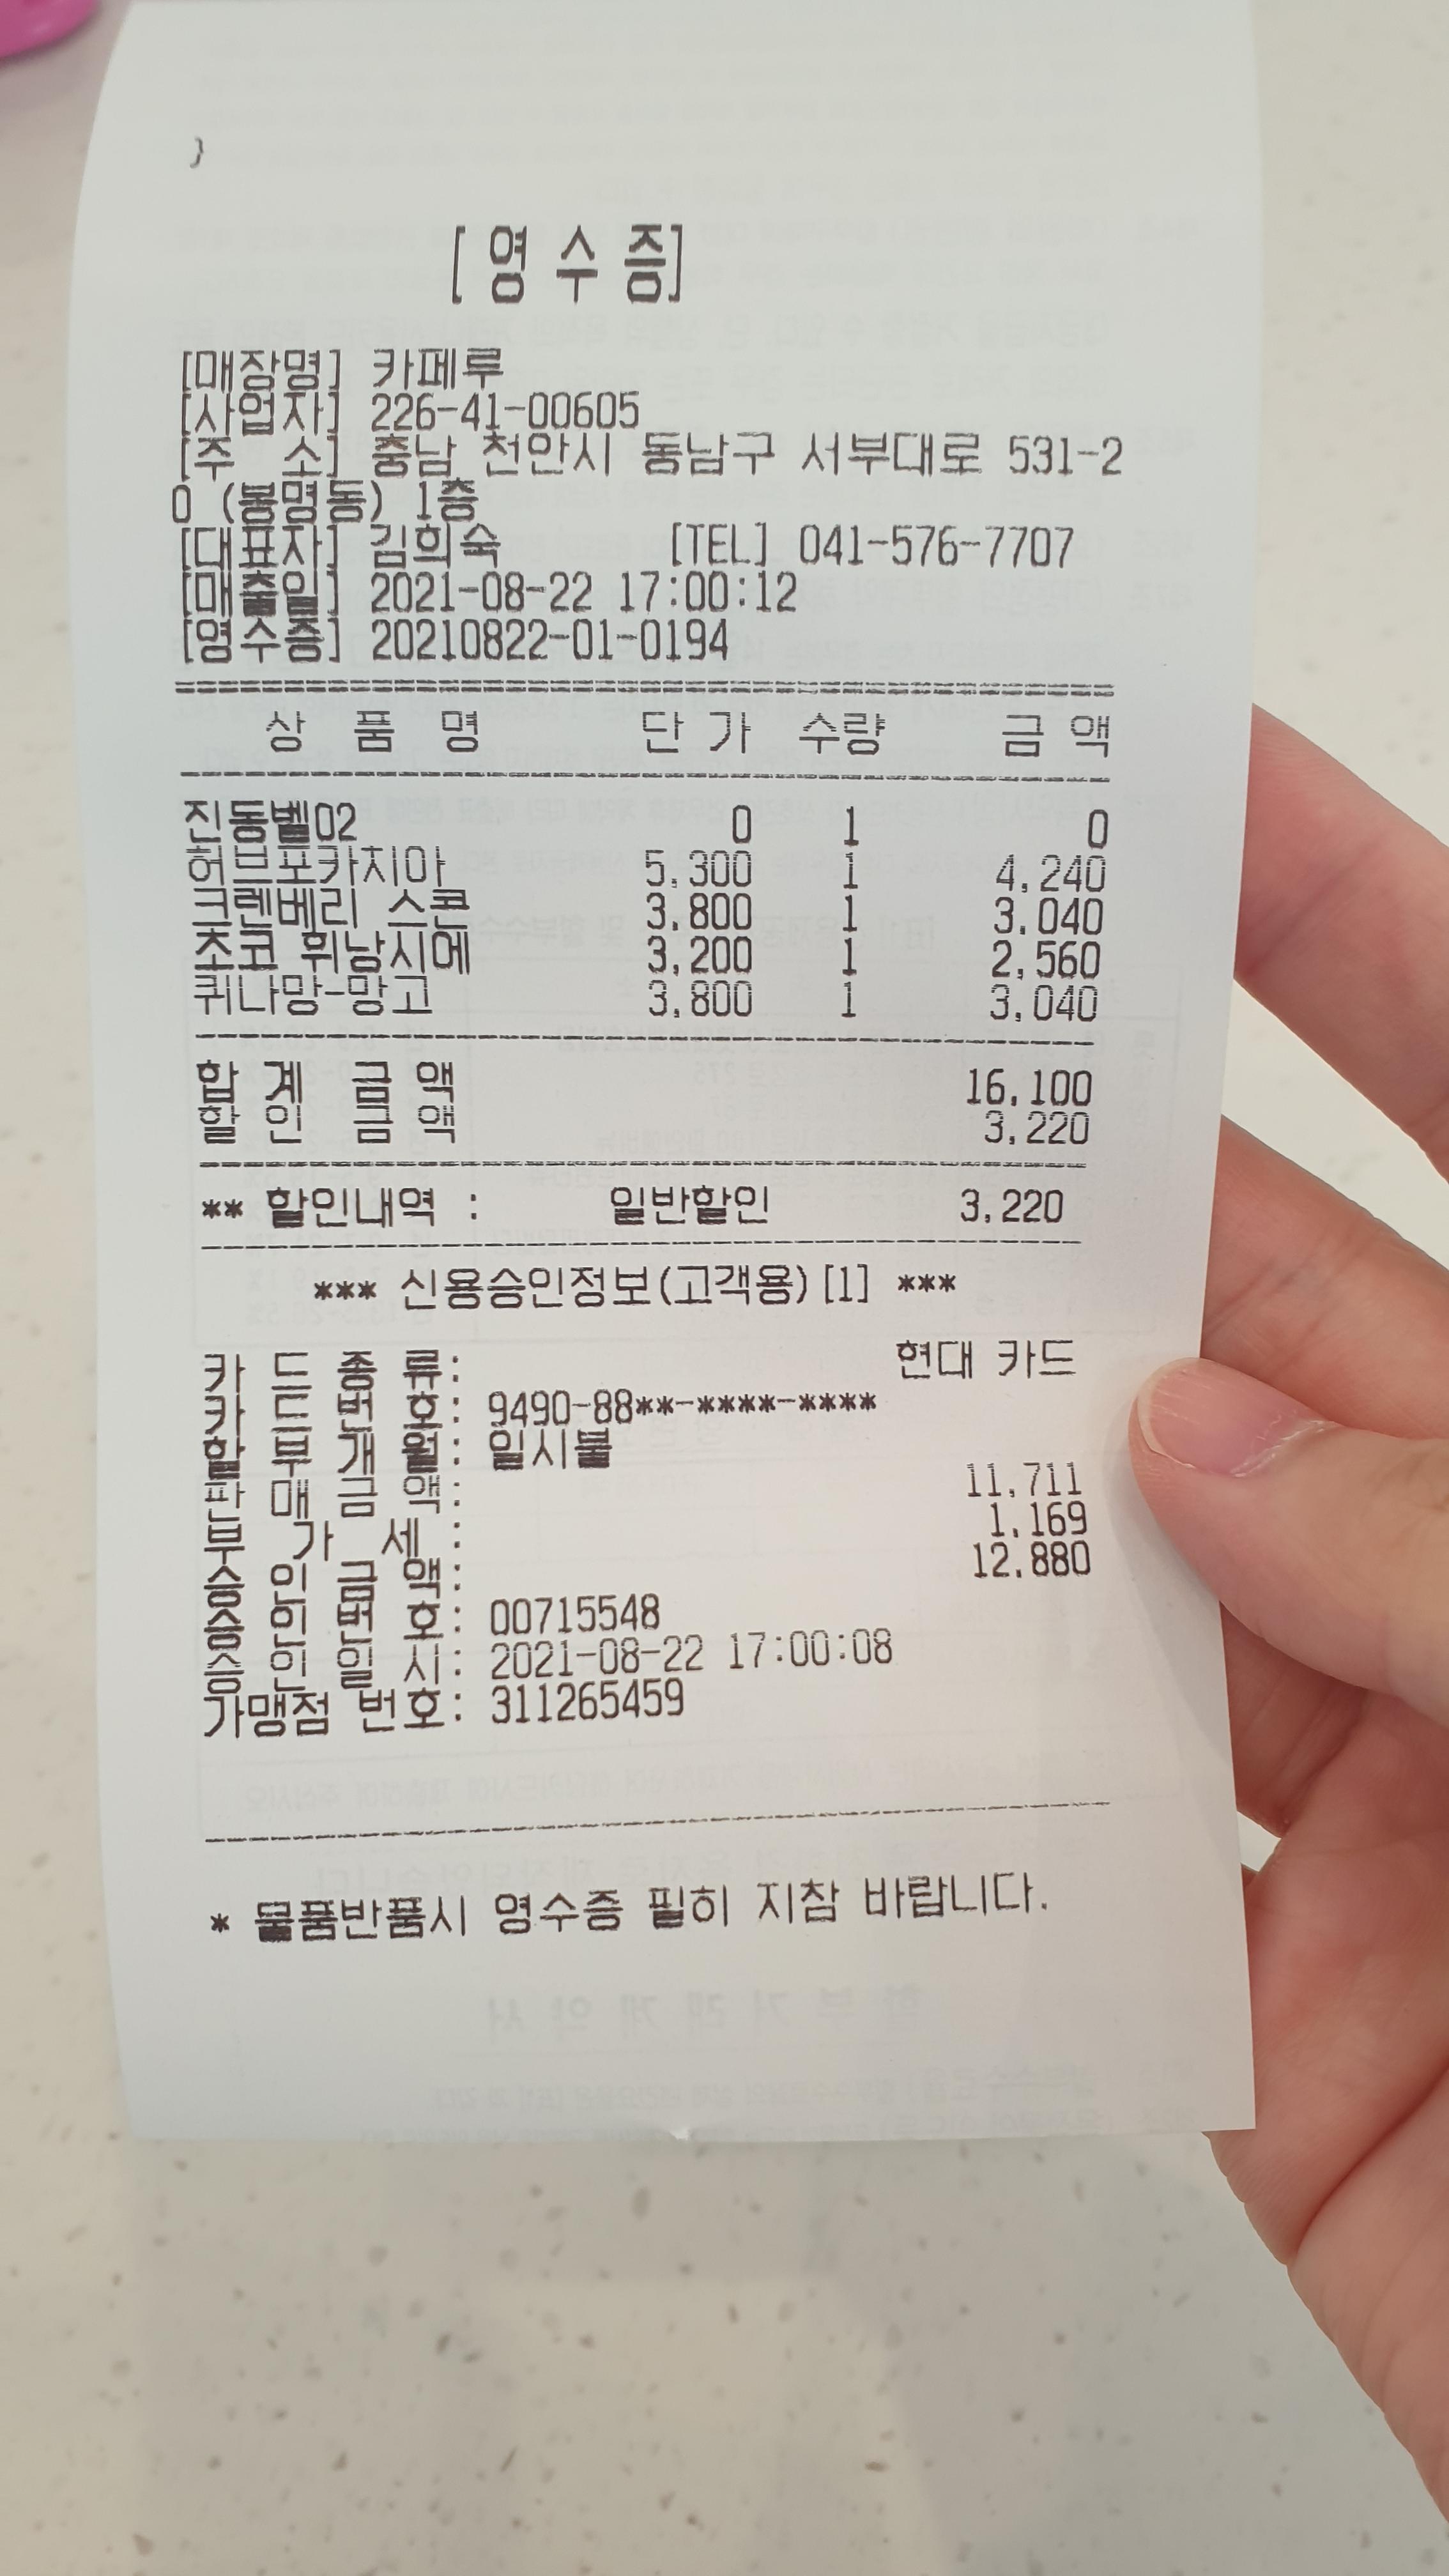 }
[영 수 증]
[매장명] 카페루
[사업자] 226-41-00605
[주 소] 충남 천안시 동남구 서부대로 531-2
0 (봉명동) 1층
[대표자] 김희숙 [TEL] 041-576-7707
[매출일] 2021-08-22 17:00:12
[영수증] 20210822-01-0194
상 품 명 단 가 수량 금 액
진동벨02 0 1 0
허브포카치아 5,300 1 4,240
크렌베리 스콘 3,800 1 3,040
쵸코 휘낭시에 3,200 1 2,560
퀴나망-망고 3,800 1 3,040
합 계 금 액 16,100
할 인 금 액 3,220
** 할인내역 : 일반할인 3,220
*** 신용승인정보(고객용)[1] ***
카 드 종 류: 현대 카드
카 드 번 호: 9490-88**-****-****
할 부 개 월: 일시불
판 매 금 액: 11,711
부 가 세 : 1,169
승 인 금 액: 12,880
승 인 번 호: 00715548
승 인 일 시: 2021-08-22 17:00:08
가맹점 번호: 311265459
* 물품반품시 영수증 필히 지참 바랍니다.
할 부 거 래 계 약 서